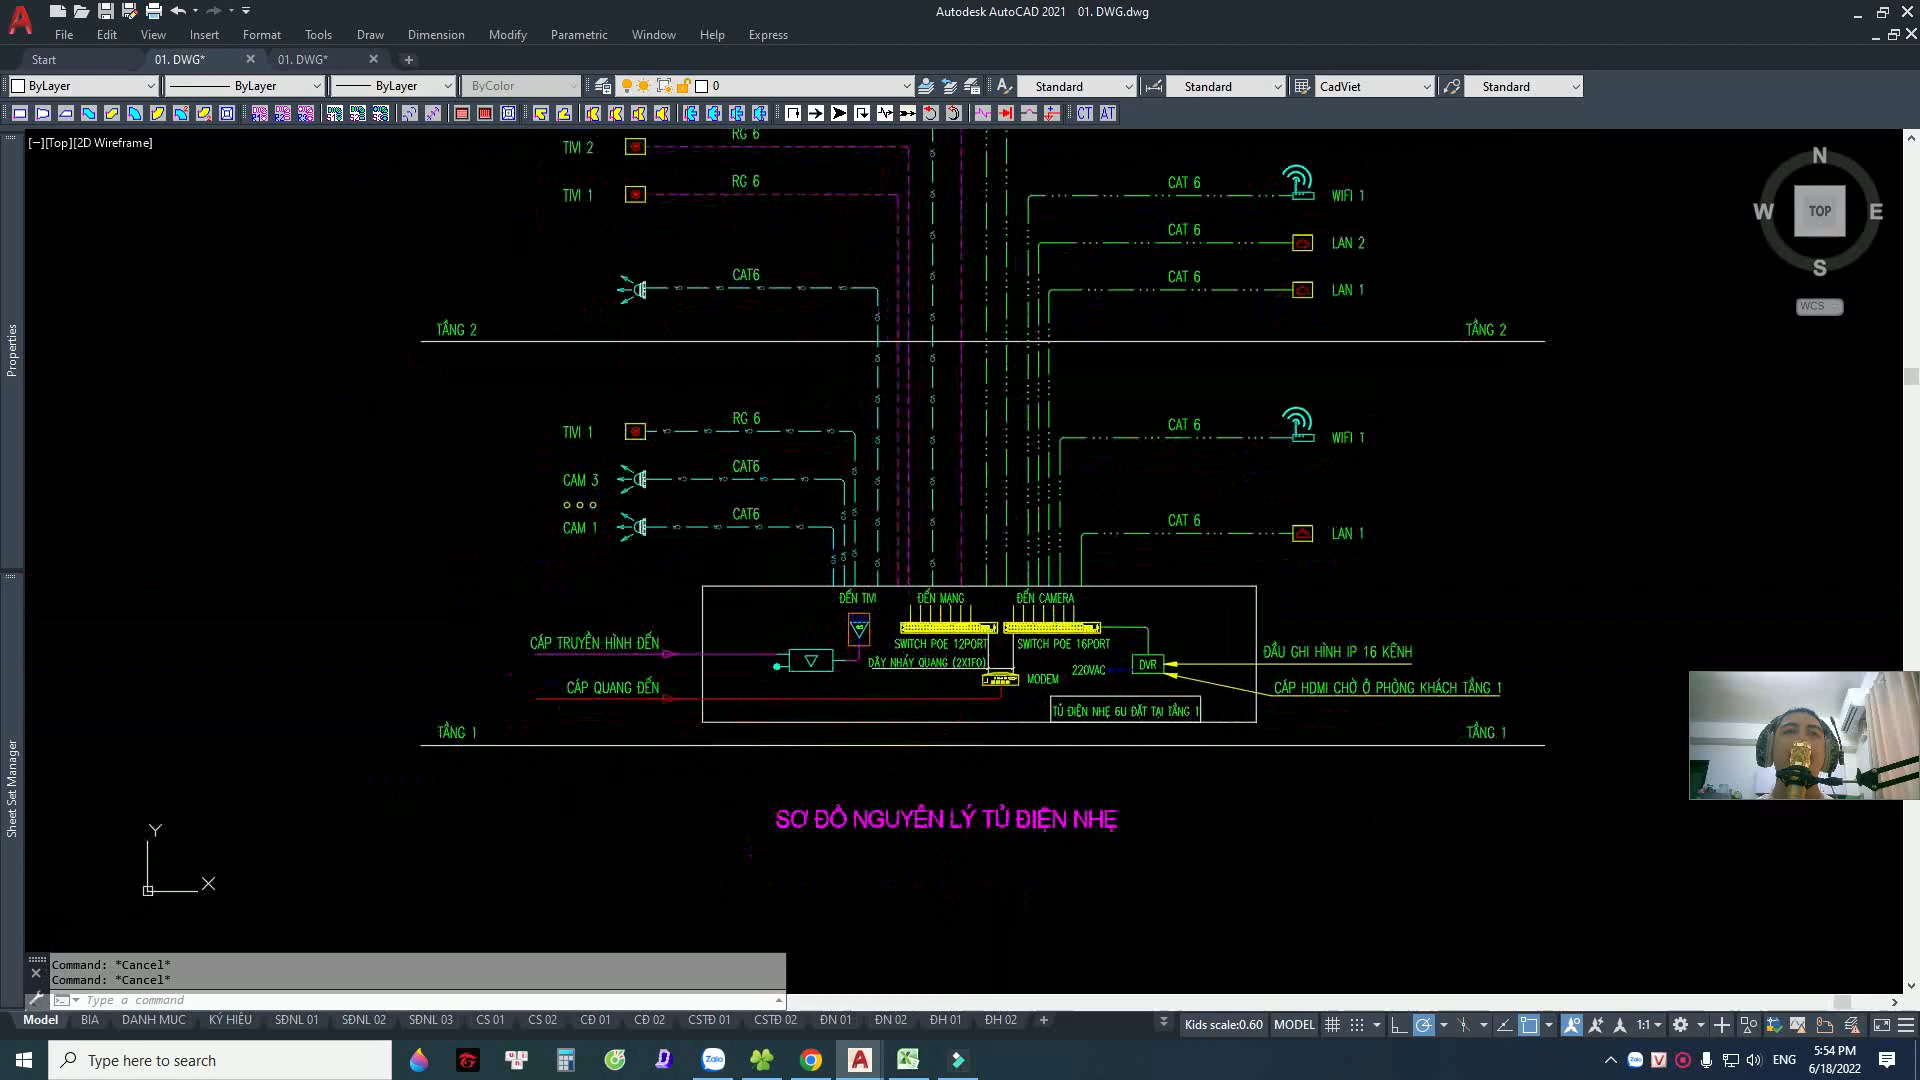 Autodesk AutoCAD 2021 01. DWG.dwg
File Edit View Insert Format Tools Draw Dimension Modify Parametric Window Help Express
Start 01. DWG* 01. DWG*
ByLayer ByLayer ByLayer ByColor 0 Standard Standard CadViet Standard
CT AT
[−][Top][2D Wireframe]
N
W TOP E
S
WCS
Properties
Sheet Set Manager
RG 6
TIVI 2
RG 6
TIVI 1
CAT 6
WIFI 1
CAT 6
LAN 2
CAT6
CAT 6
LAN 1
TẦNG 2
TẦNG 2
RG 6
TIVI 1
CAT 6
WIFI 1
CAT6
CAM 3
CAT6
CAM 1
CAT 6
LAN 1
ĐẾN TIVI ĐẾN MẠNG ĐẾN CAMERA
CÁP TRUYỀN HÌNH ĐẾN
SWITCH POE 12PORT SWITCH POE 16PORT
DÂY NHẢY QUANG (2X1FO)
ĐẦU GHI HÌNH IP 16 KÊNH
220VAC DVR
MODEM
CÁP QUANG ĐẾN
CÁP HDMI CHỜ Ở PHÒNG KHÁCH TẦNG 1
TỦ ĐIỆN NHẸ 6U ĐẶT TẠI TẦNG 1
TẦNG 1
TẦNG 1
SƠ ĐỒ NGUYÊN LÝ TỦ ĐIỆN NHẸ
Y
X
Command: *Cancel*
Command: *Cancel*
Type a command
Model BIA DANH MUC KÝ HIỆU SĐNL 01 SĐNL 02 SĐNL 03 CS 01 CS 02 CĐ 01 CĐ 02 CSTĐ 01 CSTĐ 02 ĐN 01 ĐN 02 ĐH 01 ĐH 02
Kids scale:0.60 MODEL 1:1
Type here to search
Zalo
ENG
5:54 PM
6/18/2022